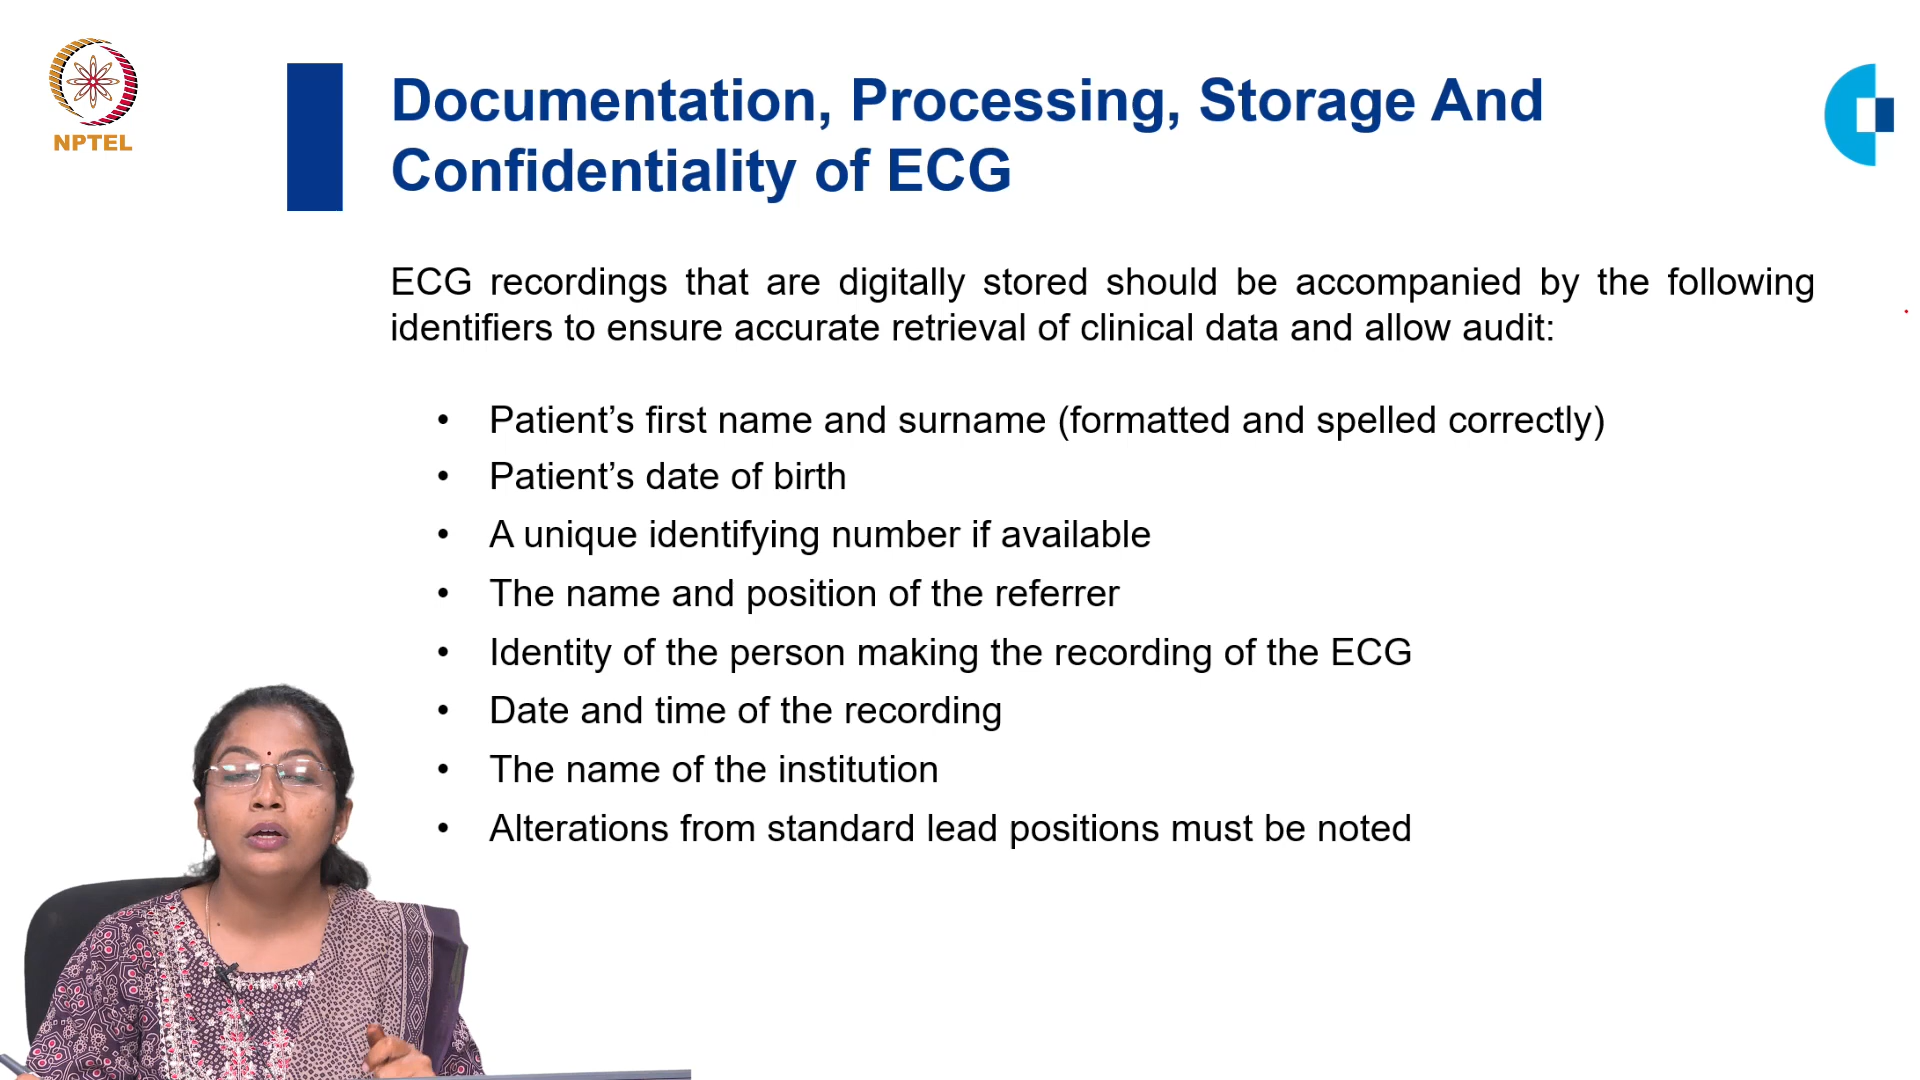 NPTEL
Documentation, Processing, Storage And
Confidentiality of ECG
ECG recordings that are digitally stored should be accompanied by the following
identifiers to ensure accurate retrieval of clinical data and allow audit:
• Patient’s first name and surname (formatted and spelled correctly)
• Patient’s date of birth
• A unique identifying number if available
• The name and position of the referrer
• Identity of the person making the recording of the ECG
• Date and time of the recording
• The name of the institution
• Alterations from standard lead positions must be noted